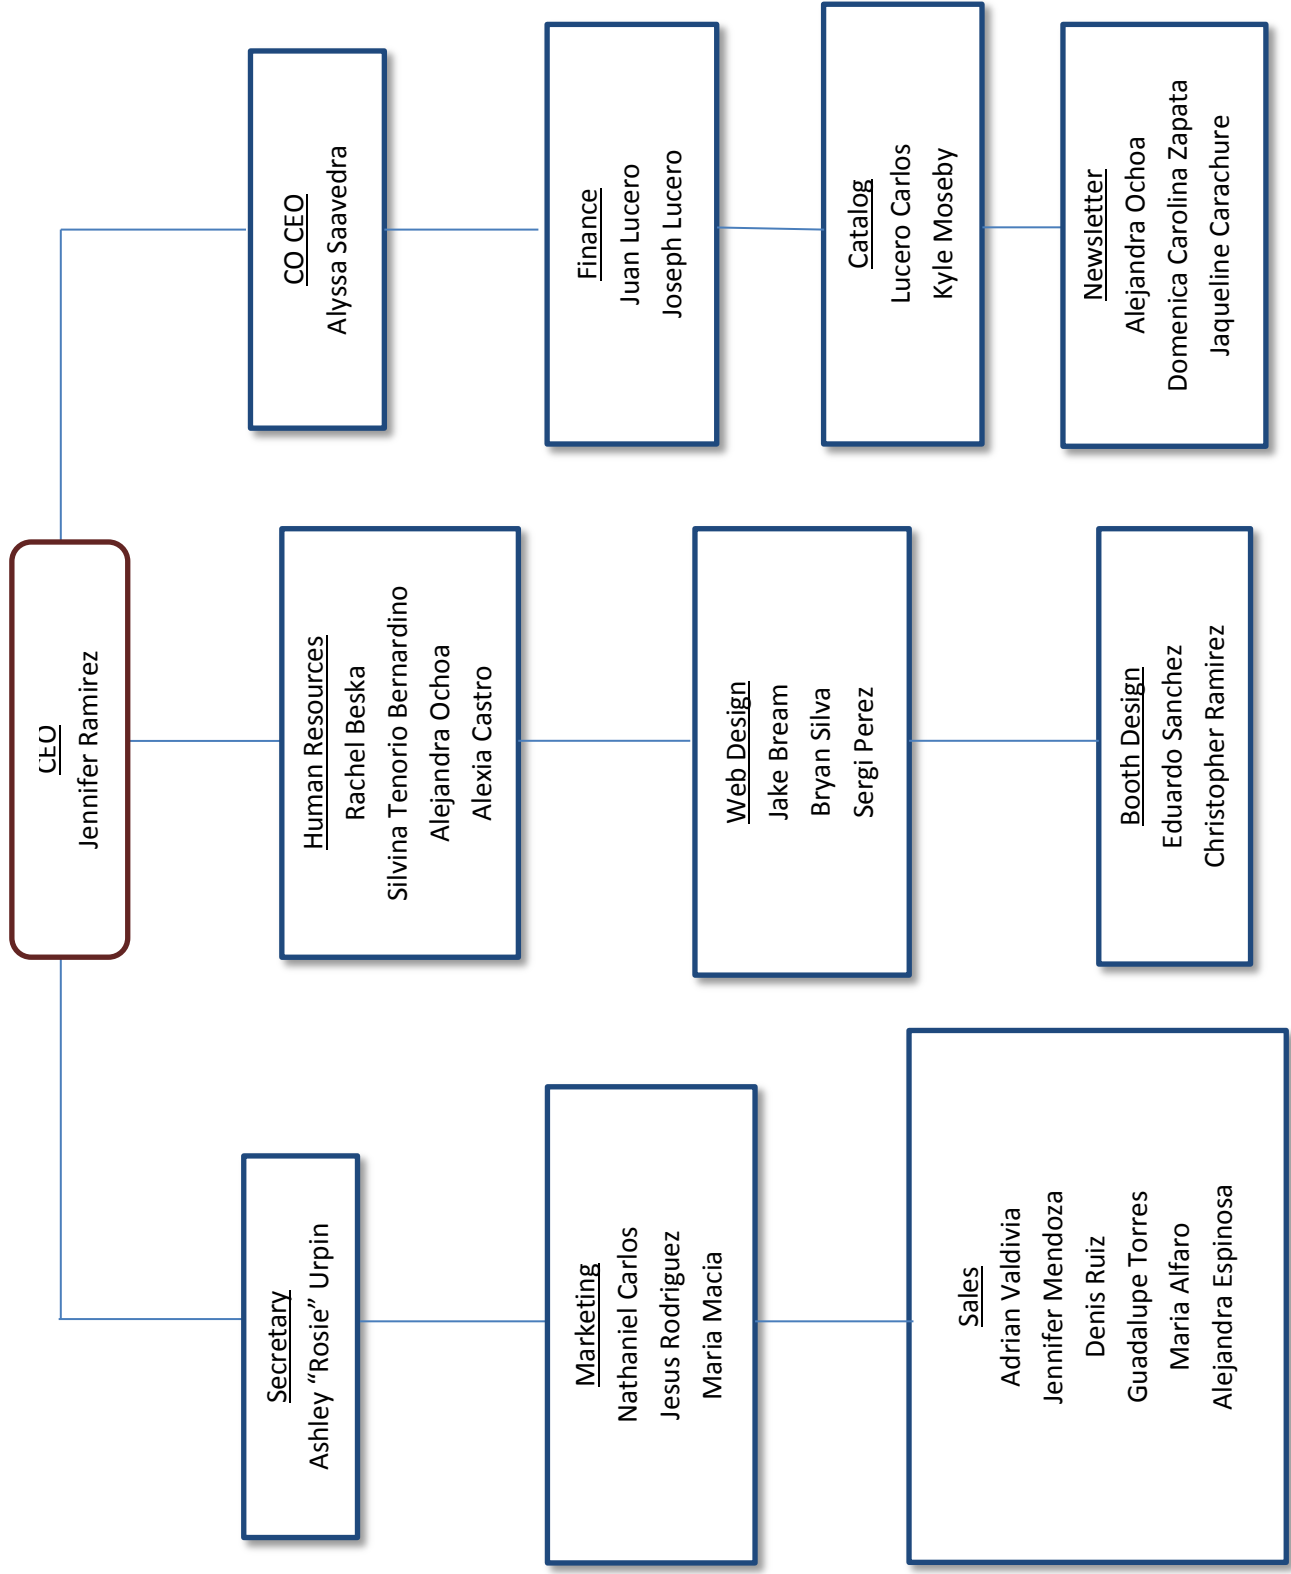 CEO
Jennifer Ramirez
Secretary
Ashley “Rosie” Urpin
Human Resources
Rachel Beska
Silvina Tenorio Bernardino
Alejandra Ochoa
Alexia Castro
CO CEO
Alyssa Saavedra
Marketing
Nathaniel Carlos
Jesus Rodriguez
Maria Macia
Web Design
Jake Bream
Bryan Silva
Sergi Perez
Finance
Juan Lucero
Joseph Lucero
Catalog
Lucero Carlos
Kyle Moseby
Sales
Adrian Valdivia
Jennifer Mendoza
Denis Ruiz
Guadalupe Torres
Maria Alfaro
Alejandra Espinosa
Booth Design
Eduardo Sanchez
Christopher Ramirez
Newsletter
Alejandra Ochoa
Domenica Carolina Zapata
Jaqueline Carachure